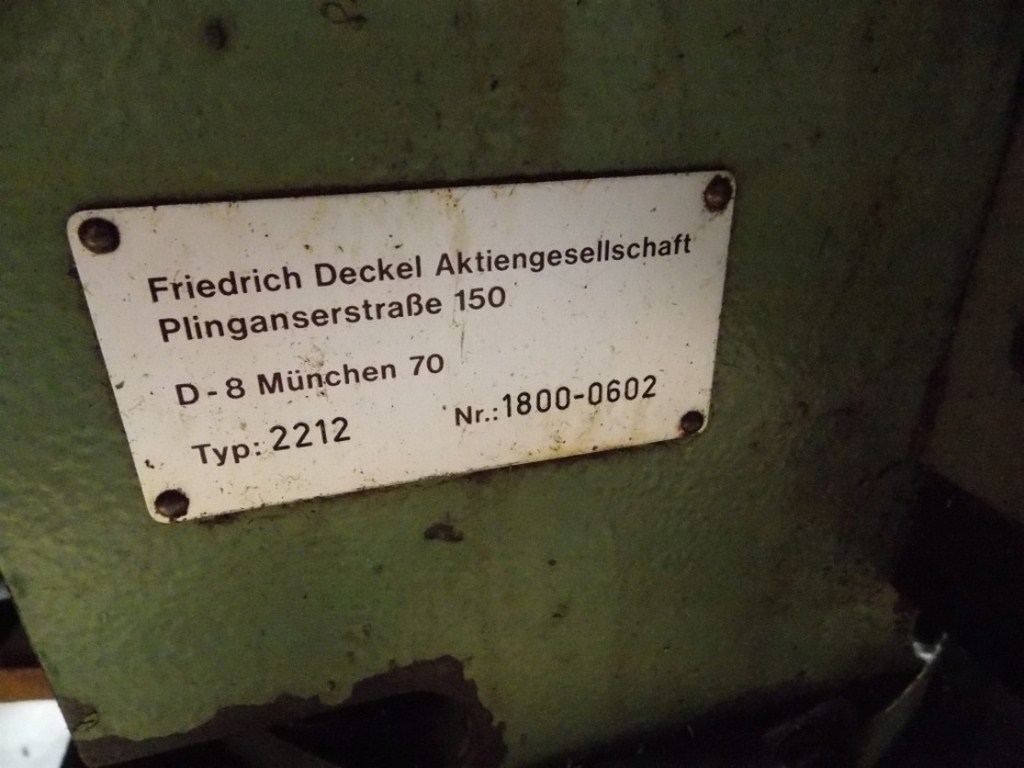 Friedrich Deckel Aktiengesellschaft
Plinganserstraße 150
D-8 München 70
Typ: 2212 Nr.: 1800-0602